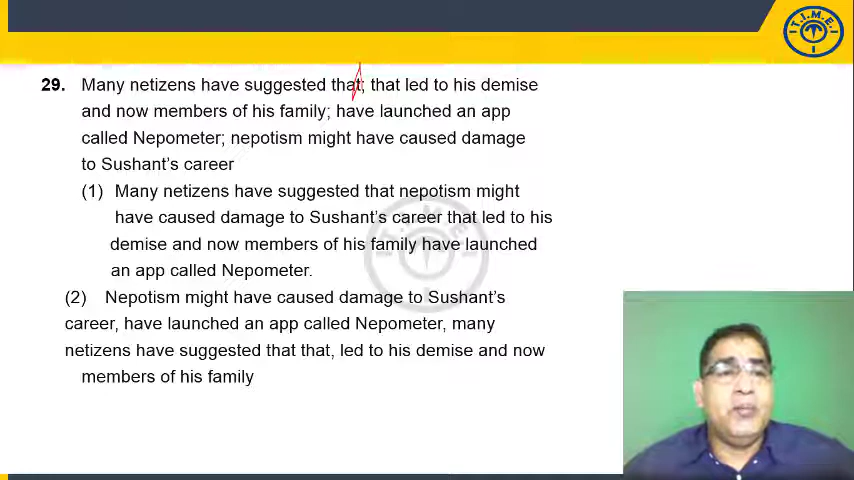 T.I.M.E.
29. Many netizens have suggested that; that led to his demise
and now members of his family; have launched an app
called Nepometer; nepotism might have caused damage
to Sushant's career
(1) Many netizens have suggested that nepotism might
have caused damage to Sushant's career that led to his
demise and now members of his family have launched
an app called Nepometer.
(2) Nepotism might have caused damage to Sushant's
career, have launched an app called Nepometer, many
netizens have suggested that that, led to his demise and now
members of his family